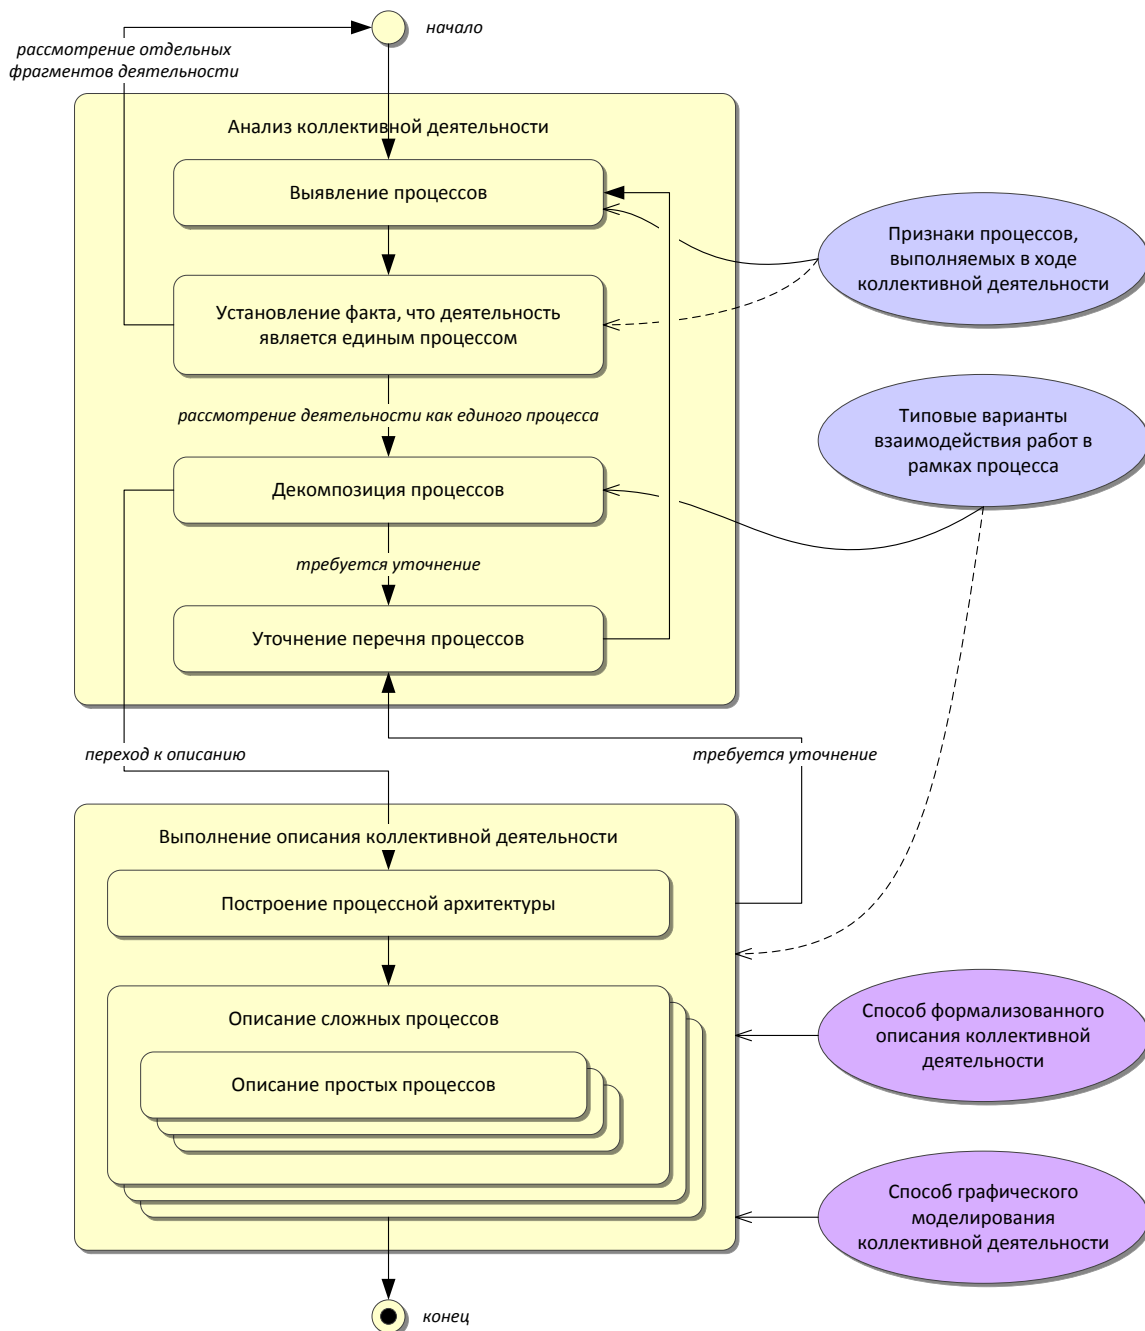 начало
рассмотрение отдельных
фрагментов деятельности
Анализ коллективной деятельности
Выявление процессов
Признаки процессов,
выполняемых в ходе
коллективной деятельности
Установление факта, что деятельность
является единым процессом
рассмотрение деятельности как единого процесса
Типовые варианты
взаимодействия работ в
рамках процесса
Декомпозиция процессов
требуется уточнение
Уточнение перечня процессов
переход к описанию
требуется уточнение
Выполнение описания коллективной деятельности
Построение процессной архитектуры
Описание сложных процессов
Способ формализованного
описания коллективной
деятельности
Описание простых процессов
Способ графического
моделирования
коллективной деятельности
конец